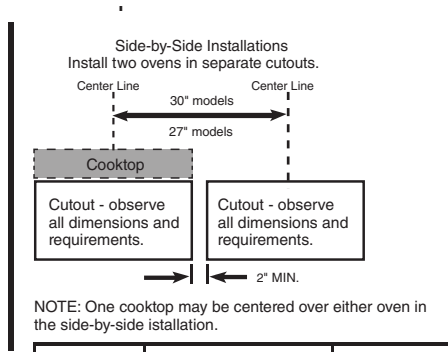 Side-by-Side Installations
Install two ovens in separate cutouts.
Center Line
Center Line
30" models
27" models
Cooktop
Cutout - observe
all dimensions and
requirements.
Cutout - observe
all dimensions and
requirements.
2" MIN.
NOTE: One cooktop may be centered over either oven in
the side-by-side istallation.